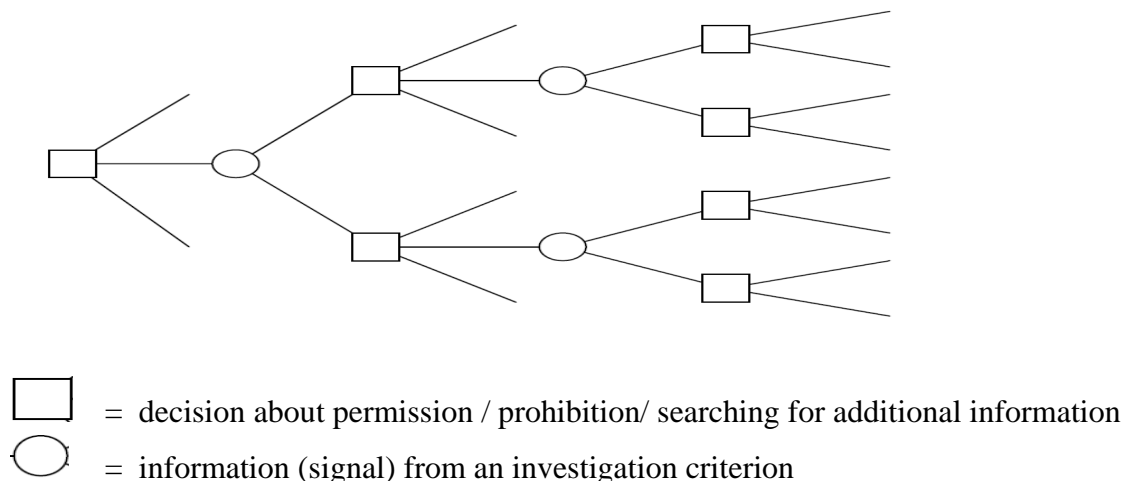 = decision about permission / prohibition/ searching for additional information
= information (signal) from an investigation criterion